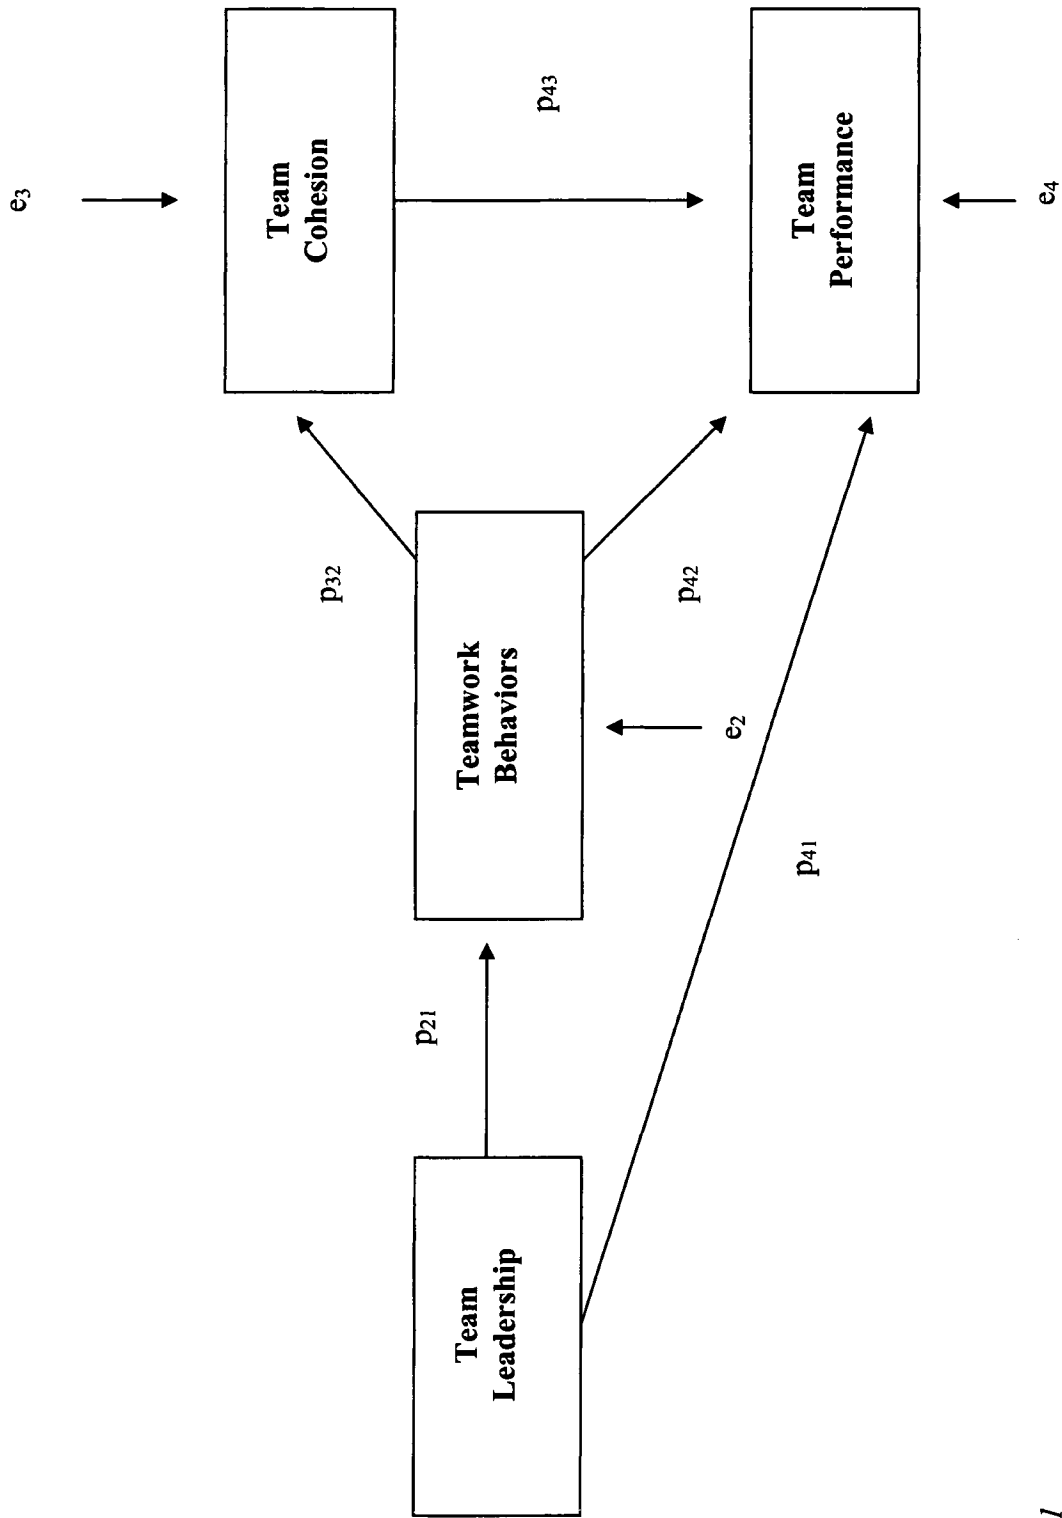 e3
Team
Cohesion
p32
p21
Team
Leadership
Teamwork
Behaviors
p43
p42
e2
p41
Team
Performance
e4